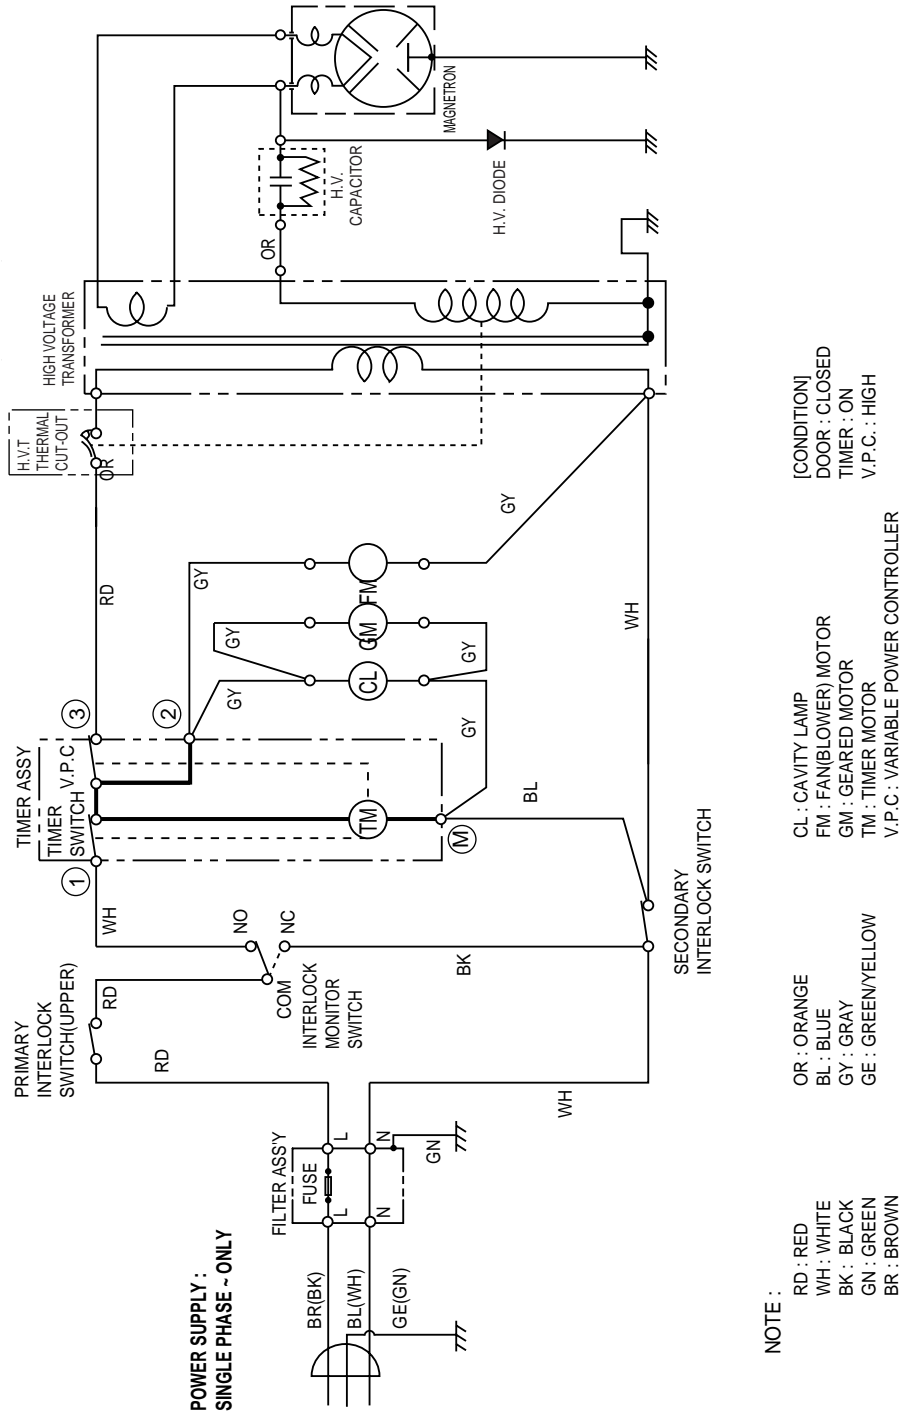 POWER SUPPLY :
SINGLE PHASE ~ ONLY
BR(BK)
BL(WH)
GE(GN)
FILTER ASS'Y
FUSE
L
N
L
N
GN
RD
WH
PRIMARY
INTERLOCK
SWITCH(UPPER)
RD
COM
NO
NC
INTERLOCK
MONITOR
SWITCH
BK
WH
SECONDARY
INTERLOCK SWITCH
TIMER ASSY
TIMER
SWITCH
V.P.C
1
3
2
TM
M
BL
GY
GY
GY
GY
GY
GY
CL
GM
FM
RD
WH
H.V.T
THERMAL
CUT-OUT
OR
HIGH VOLTAGE
TRANSFORMER
OR
H.V.
CAPACITOR
H.V. DIODE
MAGNETRON
NOTE :
RD : RED
WH : WHITE
BK : BLACK
GN : GREEN
BR : BROWN
OR : ORANGE
BL : BLUE
GY : GRAY
GE : GREEN/YELLOW
CL : CAVITY LAMP
FM : FAN(BLOWER) MOTOR
GM : GEARED MOTOR
TM : TIMER MOTOR
V.P.C : VARIABLE POWER CONTROLLER
[CONDITION]
DOOR : CLOSED
TIMER : ON
V.P.C. : HIGH